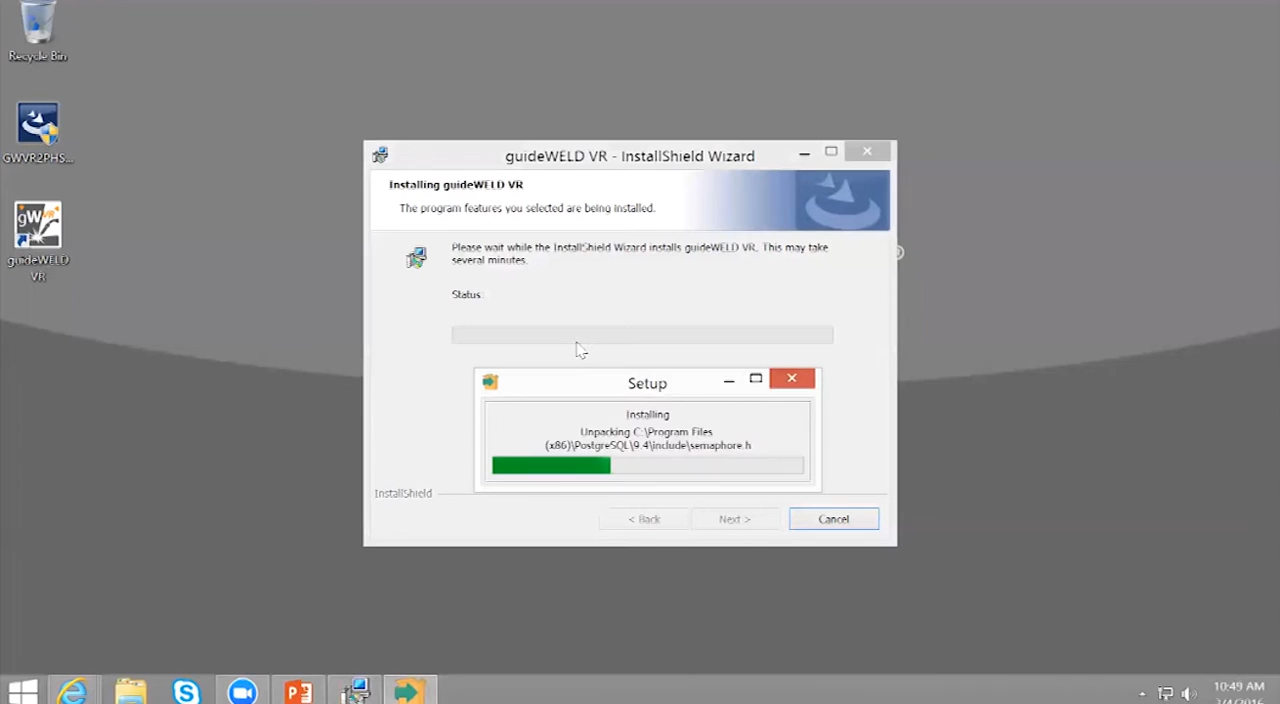 Recycle Bin
GWVR2PHS...
gWVR
guideWELD
VR
guideWELD VR - InstallShield Wizard
Installing guideWELD VR
The program features you selected are being installed.
Please wait while the InstallShield Wizard installs guideWELD VR. This may take
several minutes.
Status:
Setup
Installing
Unpacking C:\Program Files
(x86)\PostgreSQL\9.4\include\semaphore.h
InstallShield
< Back
Next >
Cancel
10:49 AM